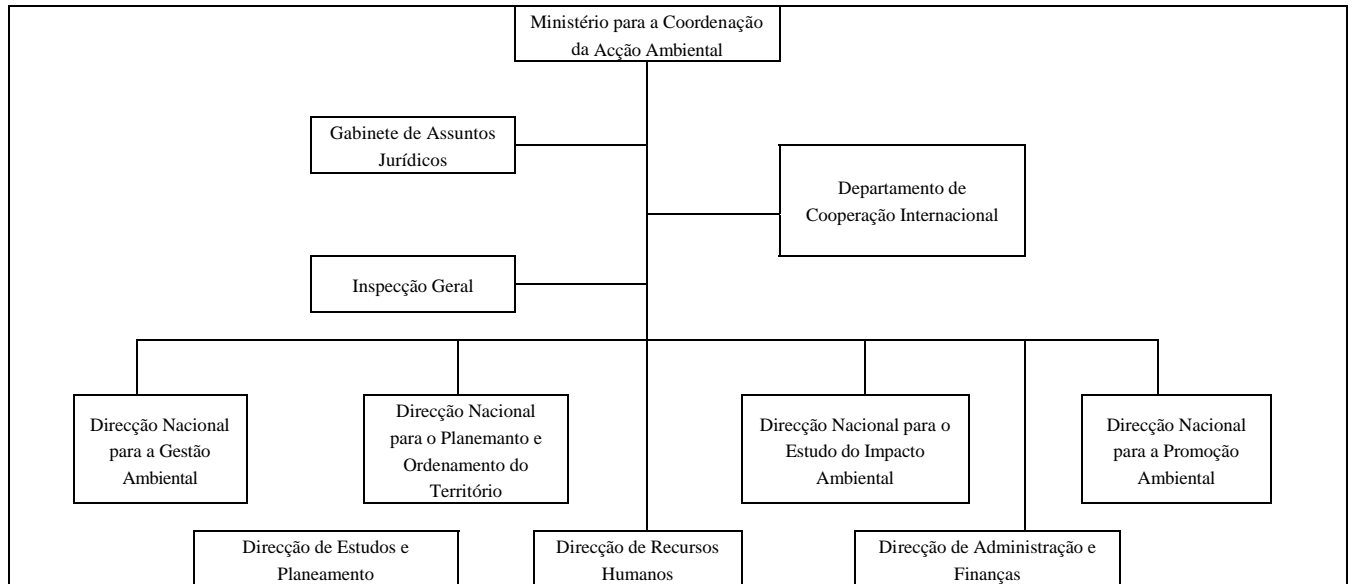 Ministério para a Coordenação
da Acção Ambiental
Gabinete de Assuntos
Jurídicos
Departamento de
Cooperação Internacional
Inspecção Geral
Direcção Nacional
para a Gestão
Ambiental
Direcção Nacional
para o Planemanto e
Ordenamento do
Território
Direcção Nacional para o
Estudo do Impacto
Ambiental
Direcção Nacional
para a Promoção
Ambiental
Direcção de Estudos e
Planeamento
Direcção de Recursos
Humanos
Direcção de Administração e
Finanças